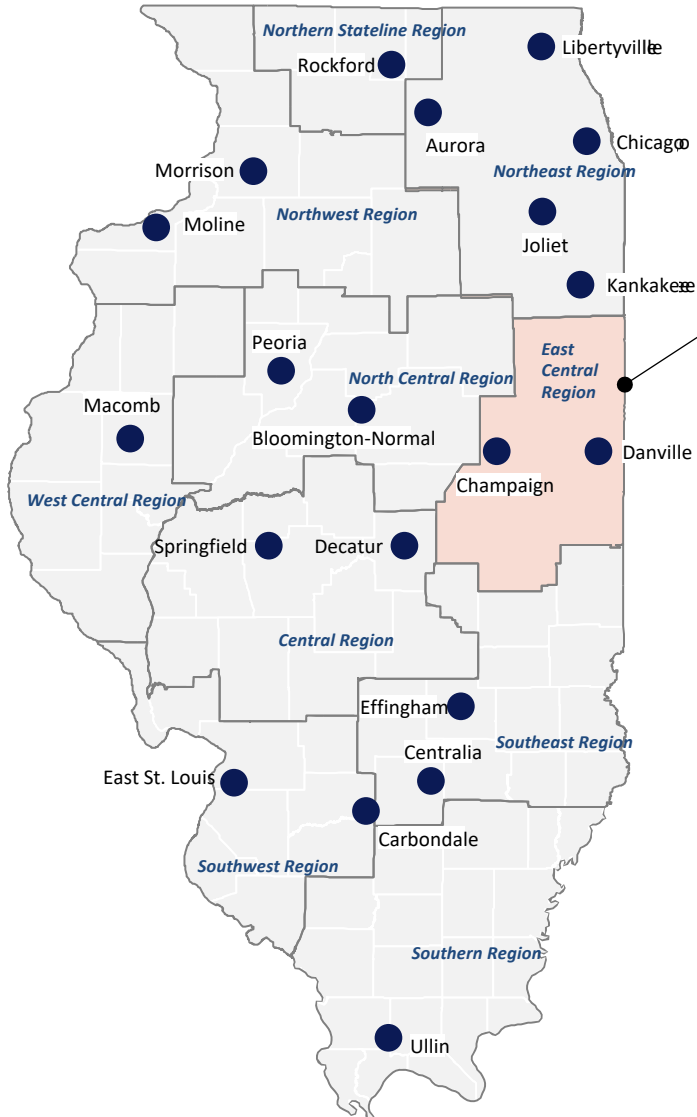 Northern Stateline Region
Libertyville
Rockford
Aurora
Chicago
Morrison
Northeast Region
Northwest Region
Moline
Joliet
Kankakee
Peoria
East
Central
Region
North Central Region
Macomb
Bloomington-Normal
Danville
Champaign
West Central Region
Springfield
Decatur
Central Region
Effingham
Southeast Region
Centralia
East St. Louis
Carbondale
Southwest Region
Southern Region
Ullin